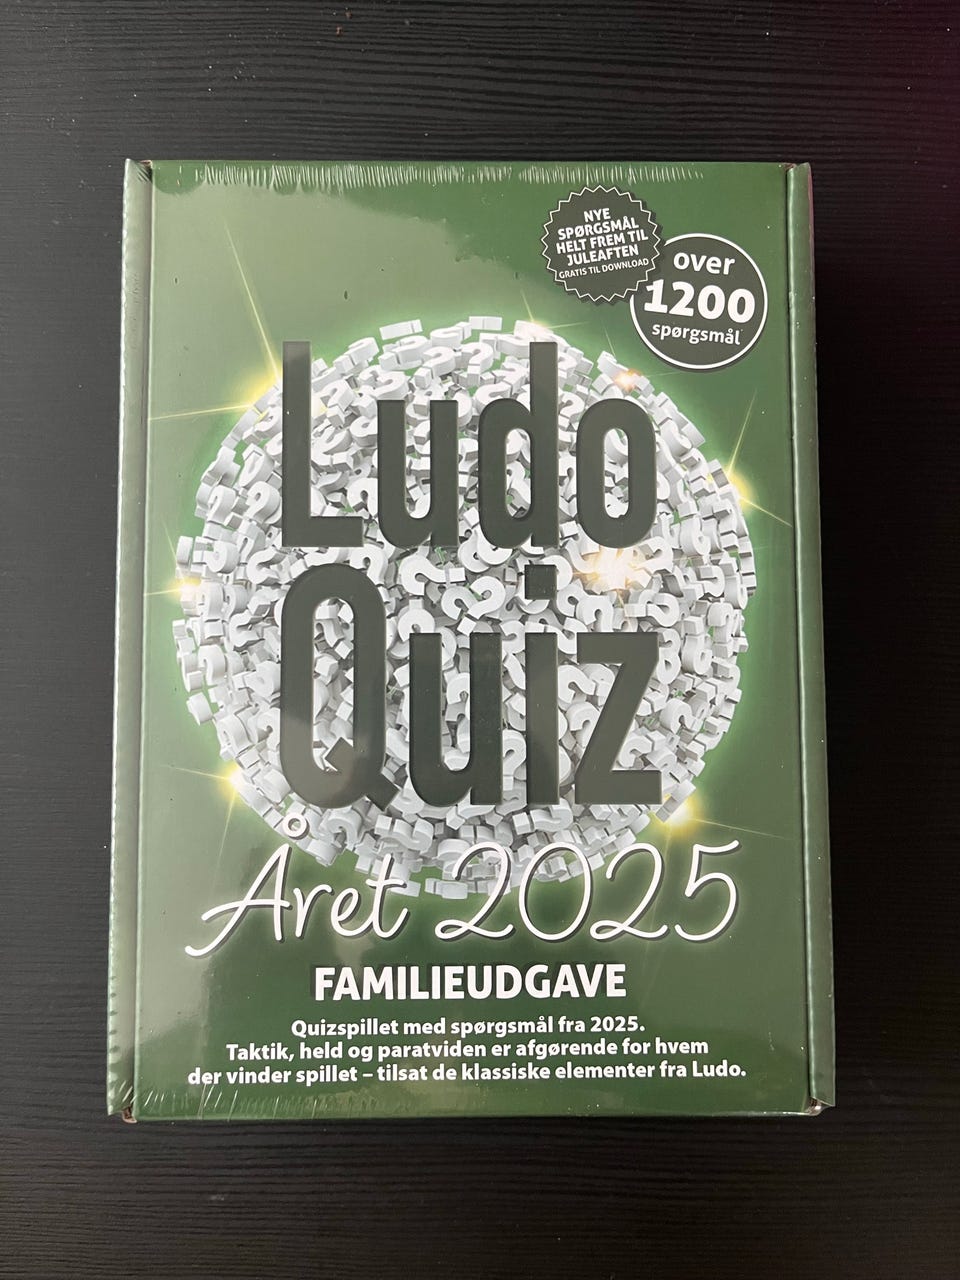 NYE
SPØRGSMÅL
HELT FREM TIL
JULEAFTEN
GRATIS TIL DOWNLOAD
over
1200
spørgsmål
Ludo
Quiz
Året 2025
FAMILIEUDGAVE
Quizspillet med spørgsmål fra 2025.
Taktik, held og paratviden er afgørende for hvem
der vinder spillet – tilsat de klassiske elementer fra Ludo.